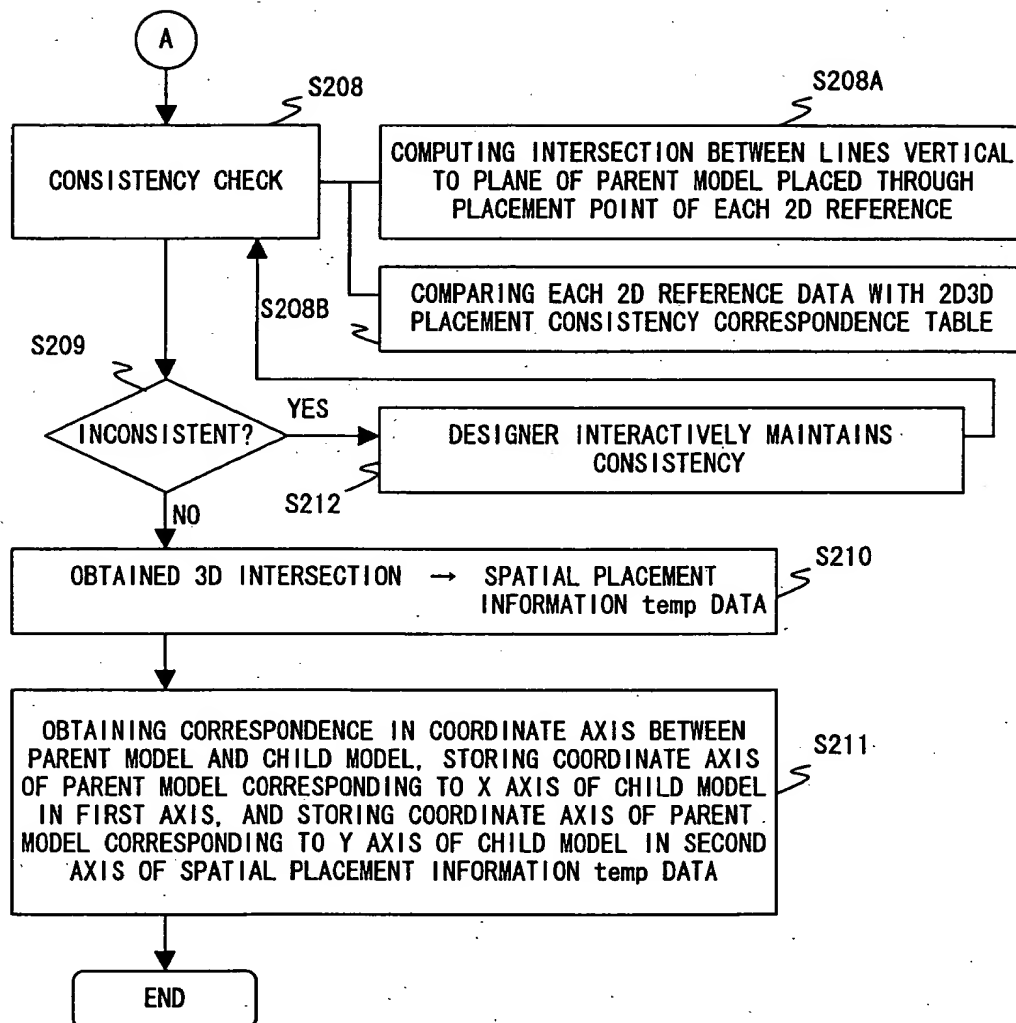 A
S208
CONSISTENCY CHECK
S208A
COMPUTING INTERSECTION BETWEEN LINES VERTICAL
TO PLANE OF PARENT MODEL PLACED THROUGH
PLACEMENT POINT OF EACH 2D REFERENCE
S208B
COMPARING EACH 2D REFERENCE DATA WITH 2D3D
PLACEMENT CONSISTENCY CORRESPONDENCE TABLE
S209
INCONSISTENT?
YES
DESIGNER INTERACTIVELY MAINTAINS
CONSISTENCY
S212
NO
OBTAINED 3D INTERSECTION → SPATIAL PLACEMENT
INFORMATION temp DATA
S210
OBTAINING CORRESPONDENCE IN COORDINATE AXIS BETWEEN
PARENT MODEL AND CHILD MODEL, STORING COORDINATE AXIS
OF PARENT MODEL CORRESPONDING TO X AXIS OF CHILD MODEL
IN FIRST AXIS, AND STORING COORDINATE AXIS OF PARENT
MODEL CORRESPONDING TO Y AXIS OF CHILD MODEL IN SECOND
AXIS OF SPATIAL PLACEMENT INFORMATION temp DATA
S211
END